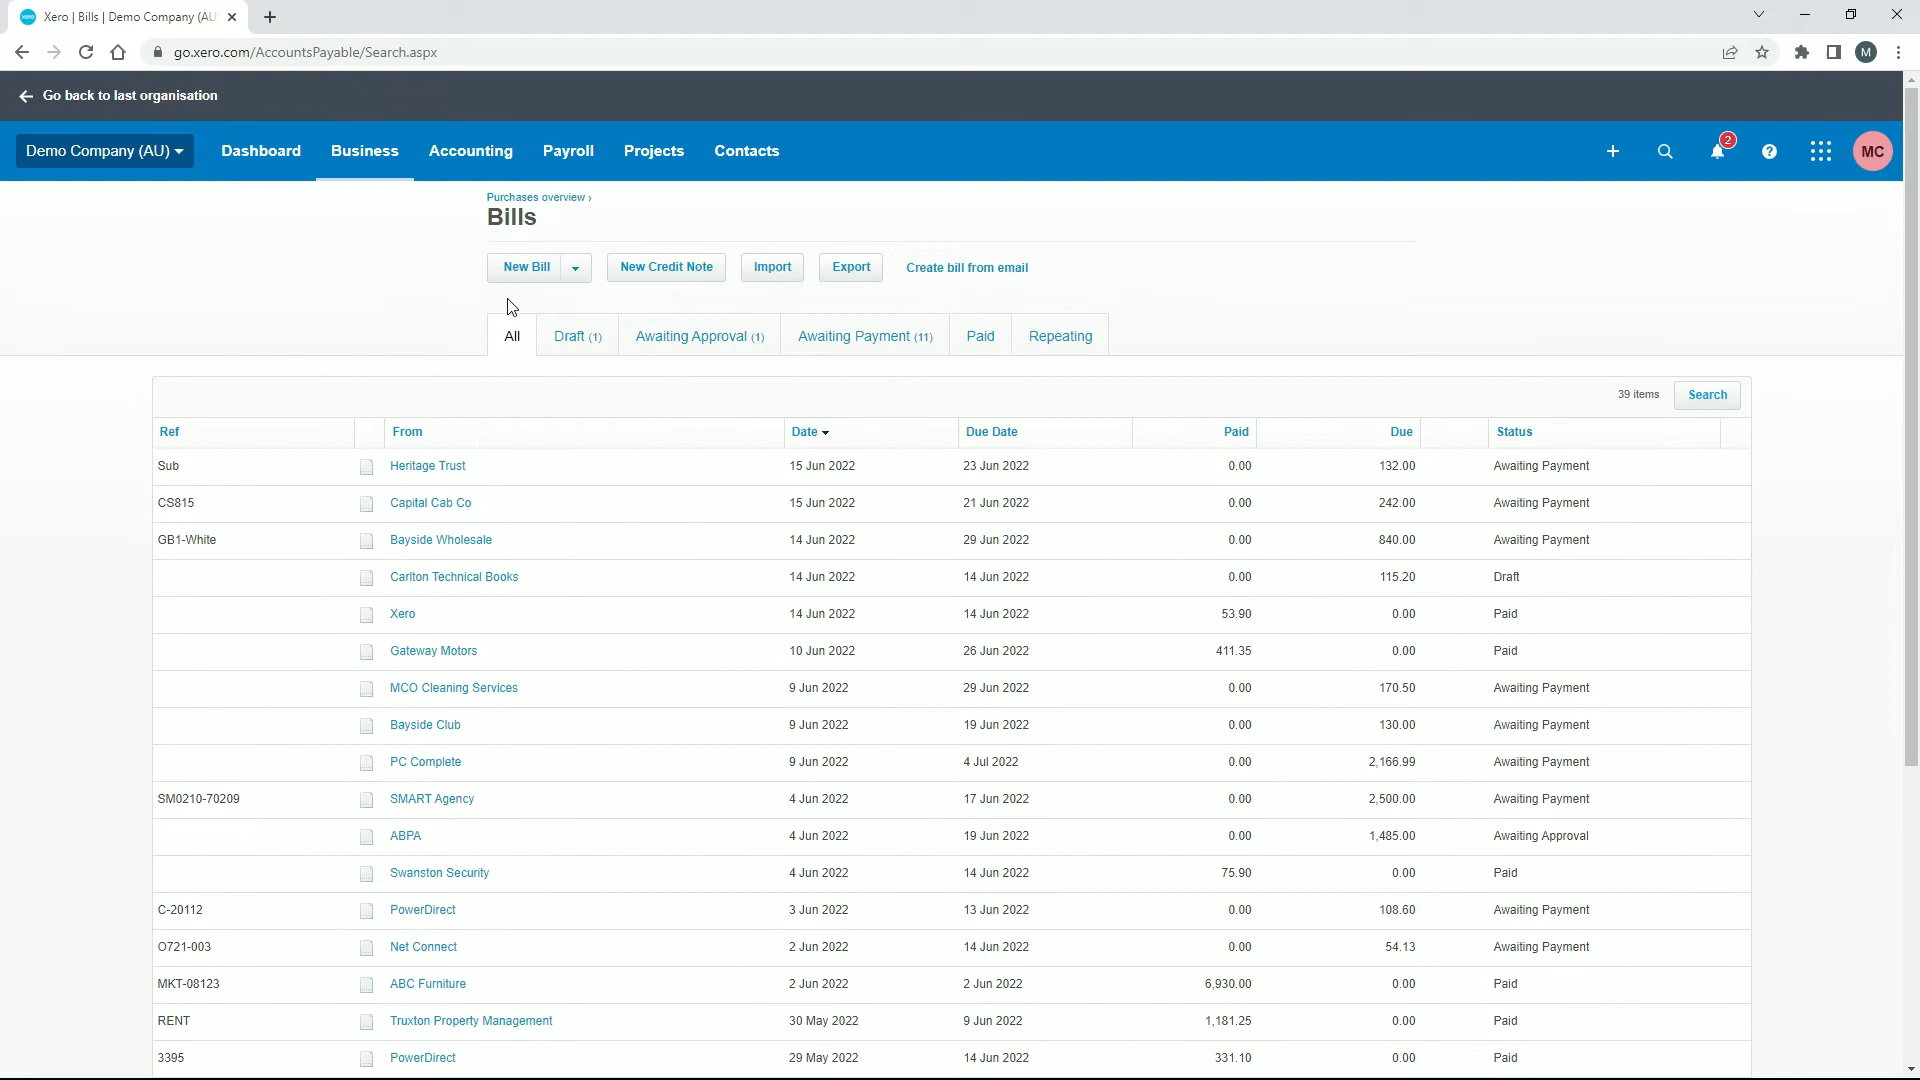 Xero | Bills | Demo Company (AU
go.xero.com/AccountsPayable/Search.aspx
M
Go back to last organisation
Demo Company (AU) Dashboard Business Accounting Payroll Projects Contacts 2 MC
Purchases overview ›
Bills
New Bill New Credit Note Import Export Create bill from email
All Draft (1) Awaiting Approval (1) Awaiting Payment (11) Paid Repeating
39 items Search
Ref From Date Due Date Paid Due Status
Sub Heritage Trust 15 Jun 2022 23 Jun 2022 0.00 132.00 Awaiting Payment
CS815 Capital Cab Co 15 Jun 2022 21 Jun 2022 0.00 242.00 Awaiting Payment
GB1-White Bayside Wholesale 14 Jun 2022 29 Jun 2022 0.00 840.00 Awaiting Payment
Carlton Technical Books 14 Jun 2022 14 Jun 2022 0.00 115.20 Draft
Xero 14 Jun 2022 14 Jun 2022 53.90 0.00 Paid
Gateway Motors 10 Jun 2022 26 Jun 2022 411.35 0.00 Paid
MCO Cleaning Services 9 Jun 2022 29 Jun 2022 0.00 170.50 Awaiting Payment
Bayside Club 9 Jun 2022 19 Jun 2022 0.00 130.00 Awaiting Payment
PC Complete 9 Jun 2022 4 Jul 2022 0.00 2,166.99 Awaiting Payment
SM0210-70209 SMART Agency 4 Jun 2022 17 Jun 2022 0.00 2,500.00 Awaiting Payment
ABPA 4 Jun 2022 19 Jun 2022 0.00 1,485.00 Awaiting Approval
Swanston Security 4 Jun 2022 14 Jun 2022 75.90 0.00 Paid
C-20112 PowerDirect 3 Jun 2022 13 Jun 2022 0.00 108.60 Awaiting Payment
O721-003 Net Connect 2 Jun 2022 14 Jun 2022 0.00 54.13 Awaiting Payment
MKT-08123 ABC Furniture 2 Jun 2022 2 Jun 2022 6,930.00 0.00 Paid
RENT Truxton Property Management 30 May 2022 9 Jun 2022 1,181.25 0.00 Paid
3395 PowerDirect 29 May 2022 14 Jun 2022 331.10 0.00 Paid